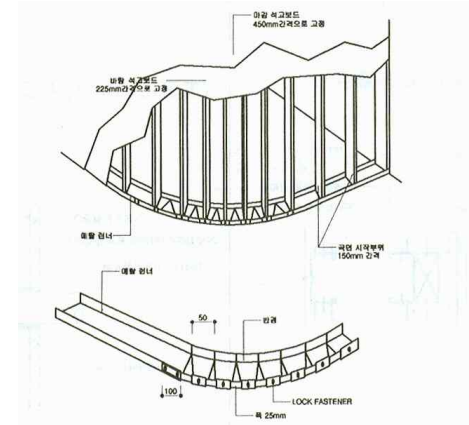 마감 석고보드
450mm간격으로 고정
바탕 석고보드
225mm간격으로 고정
메탈 런너
곡면 시작부위
150mm 간격
메탈 런너
50
빈폭
100
LOCK FASTENER
폭 25mm